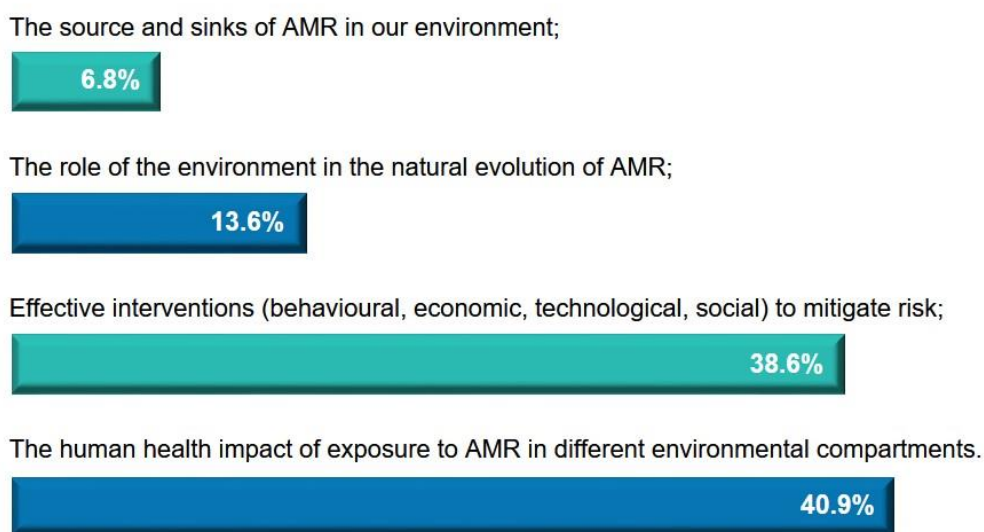 The source and sinks of AMR in our environment;
6.8%
The role of the environment in the natural evolution of AMR;
13.6%
Effective interventions (behavioural, economic, technological, social) to mitigate risk;
38.6%
The human health impact of exposure to AMR in different environmental compartments.
40.9%